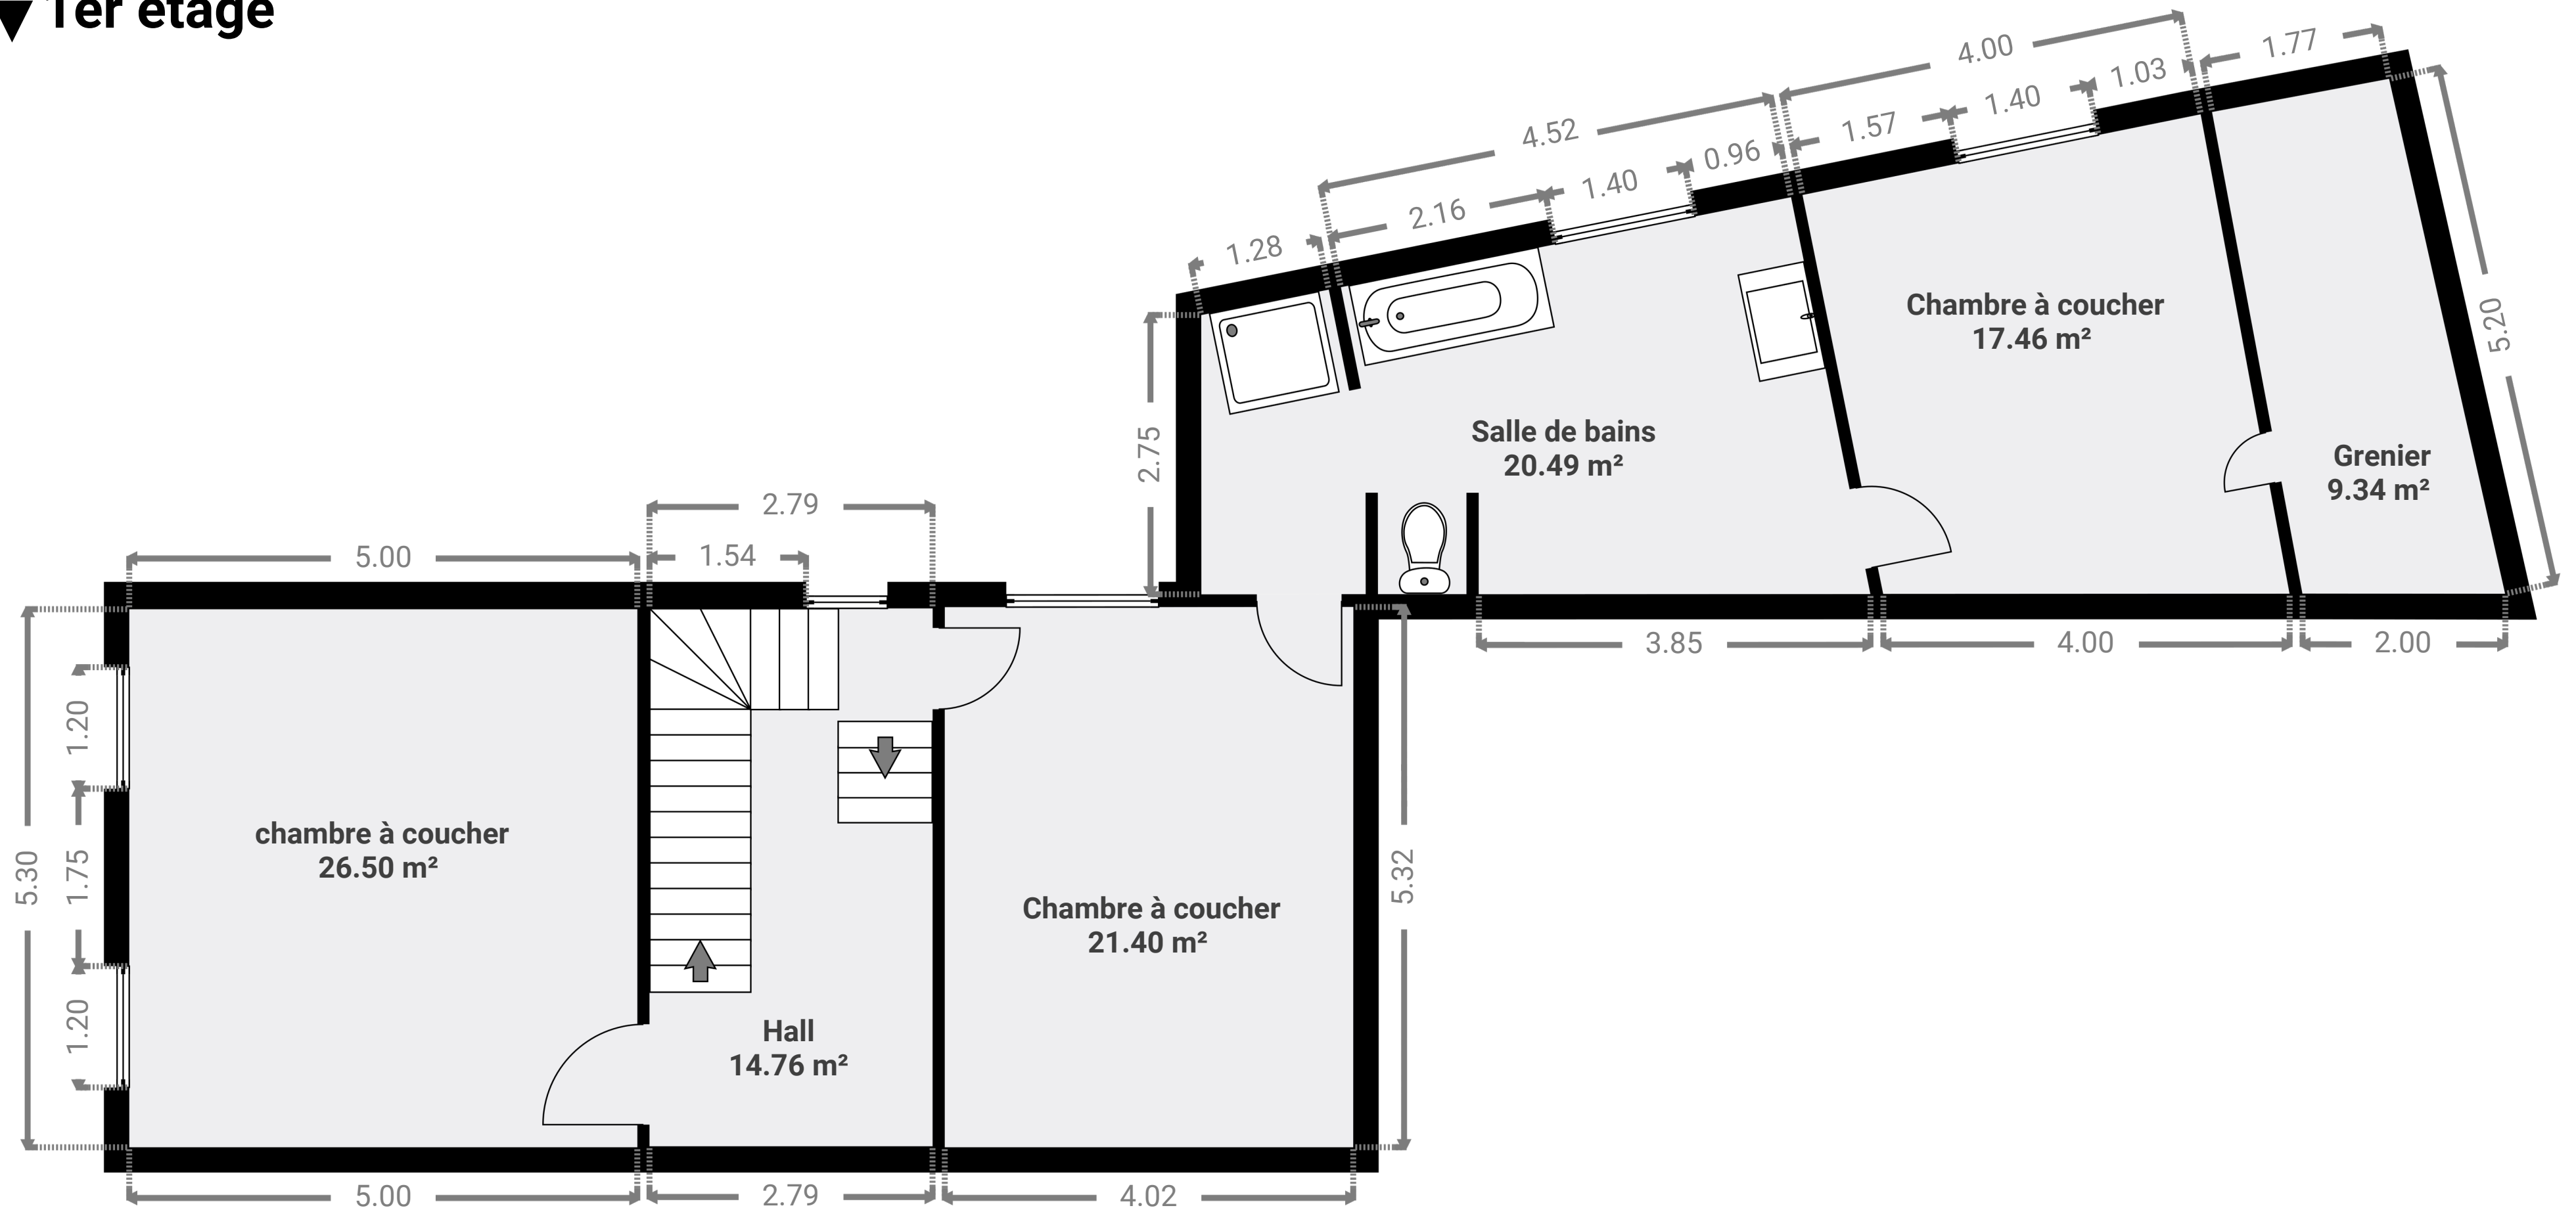 ▼ 1er étage
4.00
1.77
1.03
1.40
1.57
4.52
0.96
1.40
2.16
1.28
5.20
2.75
Chambre à coucher
17.46 m²
Salle de bains
20.49 m²
Grenier
9.34 m²
2.79
5.00
1.54
3.85
4.00
2.00
1.20
5.30
1.75
1.20
chambre à coucher
26.50 m²
5.32
Chambre à coucher
21.40 m²
Hall
14.76 m²
5.00
2.79
4.02